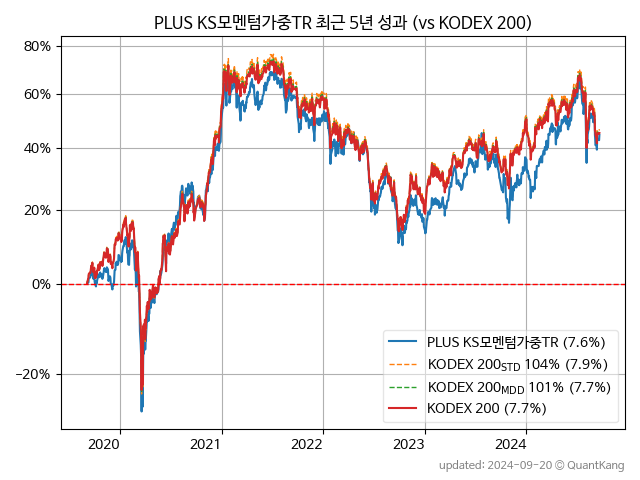 PLUS KS모멘텀가중TR 최근 5년 성과 (vs KODEX 200)
80%
60%
40%
20%
0%
−20%
PLUS KS모멘텀가중TR (7.6%)
KODEX 200STD 104% (7.9%)
KODEX 200MDD 101% (7.7%)
KODEX 200 (7.7%)
2020 2021 2022 2023 2024
updated: 2024-09-20 © QuantKang